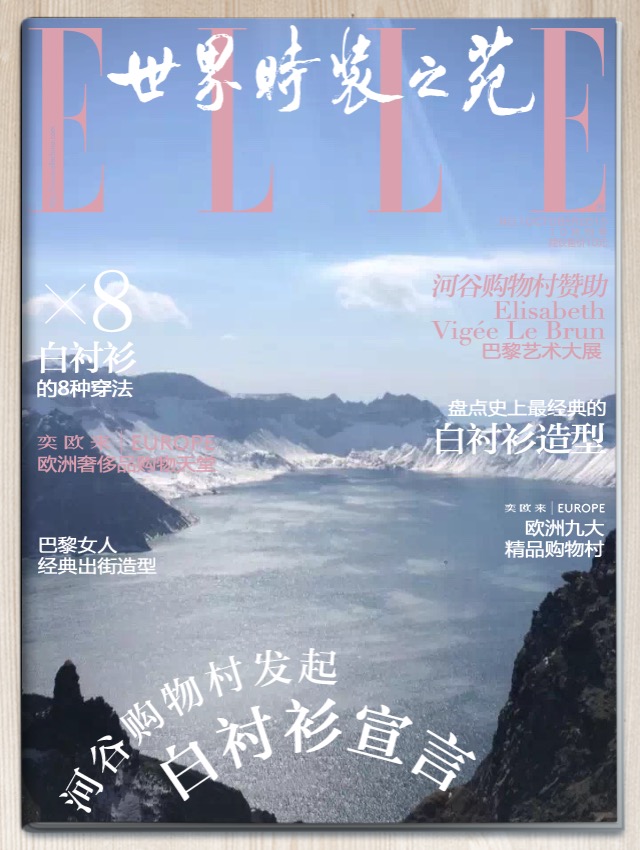 ELLE
世界時裝之苑
×8
白衬衫
的8种穿法
奕欧来|EUROPE
欧洲奢侈品购物天堂
巴黎女人
经典出街造型
河谷购物村赞助
Elisabeth
Vigée Le Brun
巴黎艺术大展
盘点史上最经典的
白衬衫造型
奕欧来|EUROPE
欧洲九大
精品购物村
河谷购物村发起
白衬衫宣言